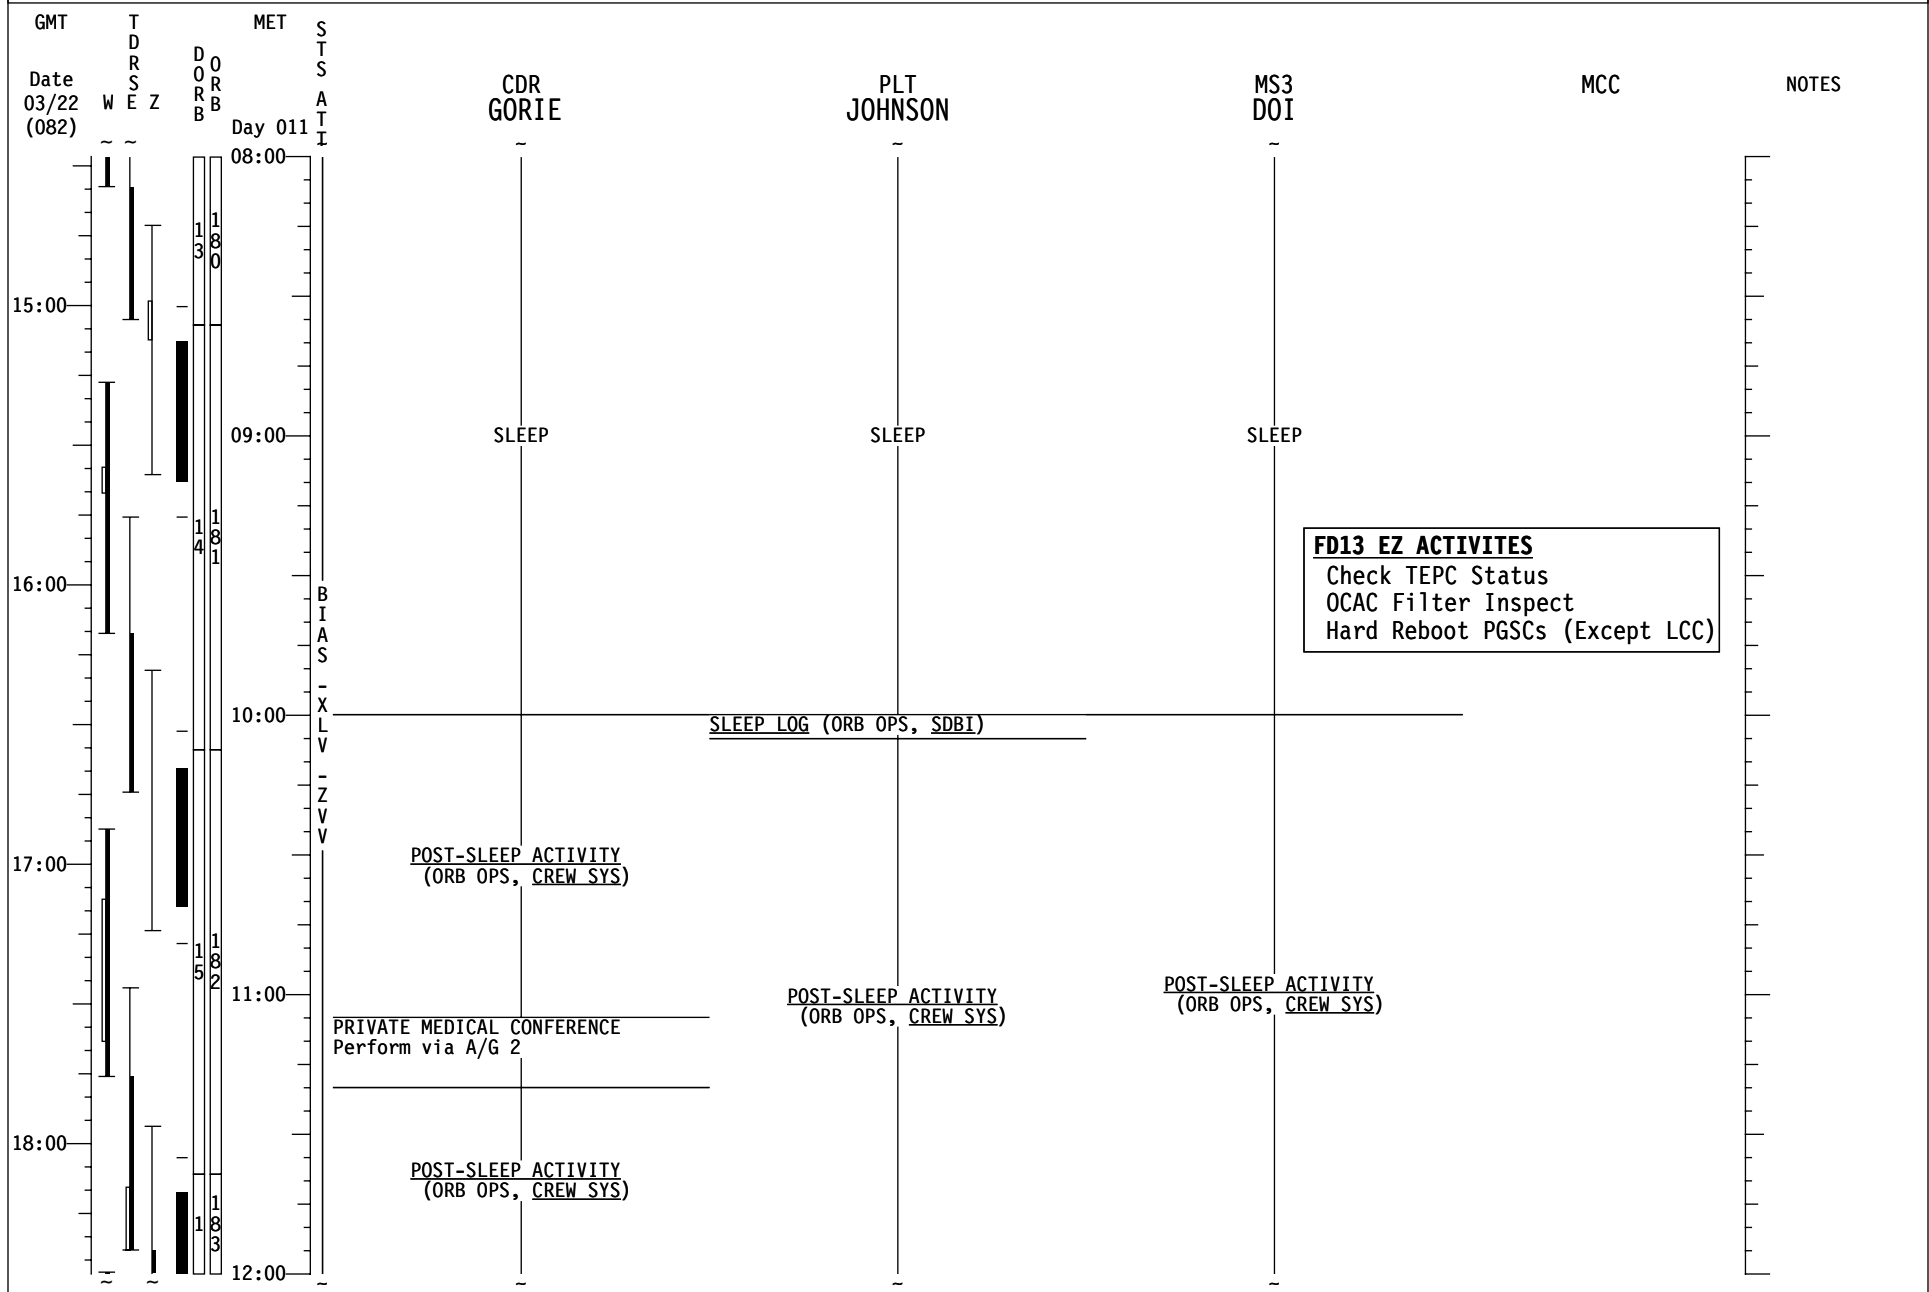 GMT
TDRS
MET
STS ATT
DORB
ORB
Date
03/22
(082)
W E Z
Day 011
CDR
GORIE
PLT
JOHNSON
MS3
DOI
MCC
NOTES
~ ~ ~ ~ ~
08:00
13
180
15:00
09:00
SLEEP
SLEEP
SLEEP
14
181
FD13 EZ ACTIVITES
Check TEPC Status
OCAC Filter Inspect
Hard Reboot PGSCs (Except LCC)
16:00
BIAS -XLV -ZVV
10:00
SLEEP LOG (ORB OPS, SDBI)
17:00
POST-SLEEP ACTIVITY
(ORB OPS, CREW SYS)
15
182
11:00
POST-SLEEP ACTIVITY
(ORB OPS, CREW SYS)
POST-SLEEP ACTIVITY
(ORB OPS, CREW SYS)
PRIVATE MEDICAL CONFERENCE
Perform via A/G 2
18:00
POST-SLEEP ACTIVITY
(ORB OPS, CREW SYS)
1
183
12:00
~ ~ ~ ~ ~ ~